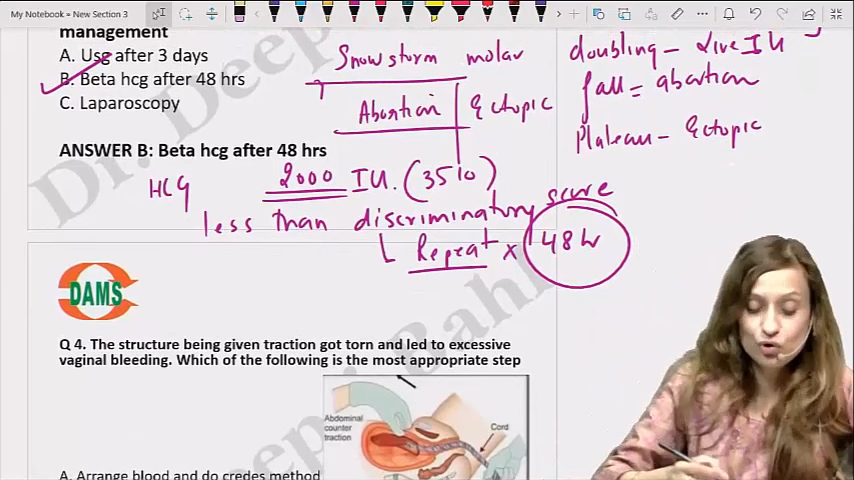 My Notebook = New Section 3
management
A. Usg after 3 days
B. Beta hcg after 48 hrs
C. Laparoscopy
ANSWER B: Beta hcg after 48 hrs
Snowstorm molar
Abortion Ectopic
doubling - Live IU
fall = abortion
Plateau - Ectopic
HCG 2000 IU. (3510)
less than discriminatory score
Repeat x 48 hr
DAMS
Q 4. The structure being given traction got torn and led to excessive
vaginal bleeding. Which of the following is the most appropriate step
Abdominal
counter
traction
Cord
A. Arrange blood and do credes method